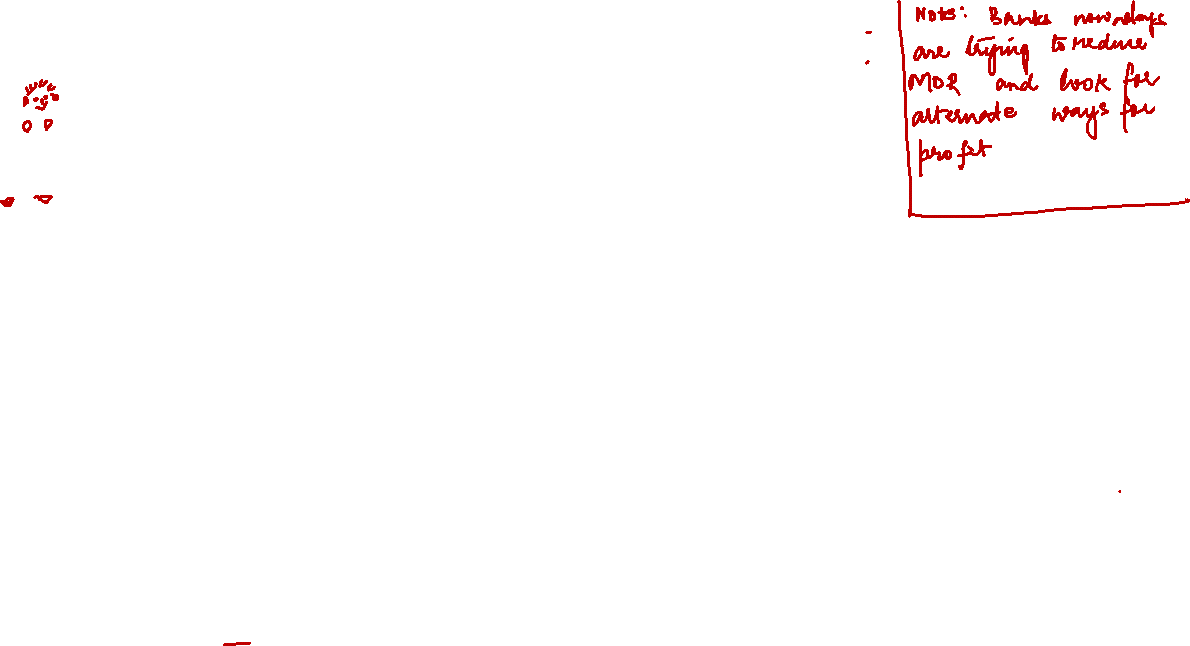 Note: Banks nowadays
are trying to reduce
MDR and look for
alternate ways for
profit